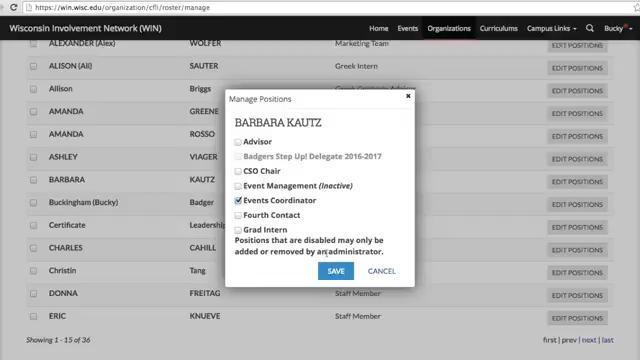 https://win.wisc.edu/organization/cfli/roster/manage
Wisconsin Involvement Network (WIN) Home Events Organizations Curriculums Campus Links Bucky
ALEXANDER (Alex) WOLFER Marketing Team EDIT POSITIONS
ALISON (Ali) SAUTER Greek Intern EDIT POSITIONS
Allison Briggs EDIT POSITIONS
AMANDA GREENE EDIT POSITIONS
AMANDA ROSSO EDIT POSITIONS
ASHLEY VIAGER EDIT POSITIONS
BARBARA KAUTZ EDIT POSITIONS
Buckingham (Bucky) Badger EDIT POSITIONS
Certificate Leadership EDIT POSITIONS
CHARLES CAHILL EDIT POSITIONS
Christin Tang EDIT POSITIONS
DONNA FREITAG Staff Member EDIT POSITIONS
ERIC KNUEVE Staff Member EDIT POSITIONS
Showing 1 - 15 of 36 first | prev | next | last
Manage Positions
BARBARA KAUTZ
Advisor
Badgers Step Up! Delegate 2016-2017
CSO Chair
Event Management (Inactive)
Events Coordinator
Fourth Contact
Grad Intern
Positions that are disabled may only be
added or removed by an administrator.
SAVE CANCEL